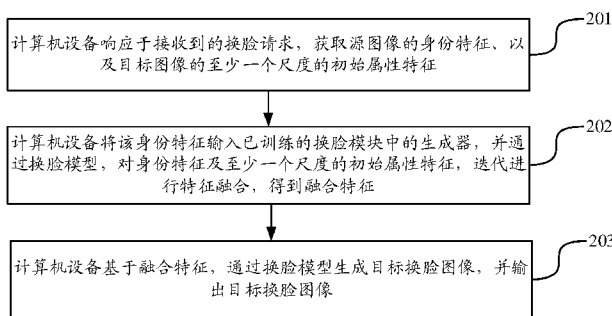 计算机设备响应于接收到的换脸请求，获取源图像的身份特征、以
及目标图像的至少一个尺度的初始属性特征
201
计算机设备将该身份特征输入已训练的换脸模块中的生成器，并通
过换脸模型，对身份特征及至少一个尺度的初始属性特征，迭代进
行特征融合，得到融合特征
202
计算机设备基于融合特征，通过换脸模型生成目标换脸图像，并输
出目标换脸图像
203